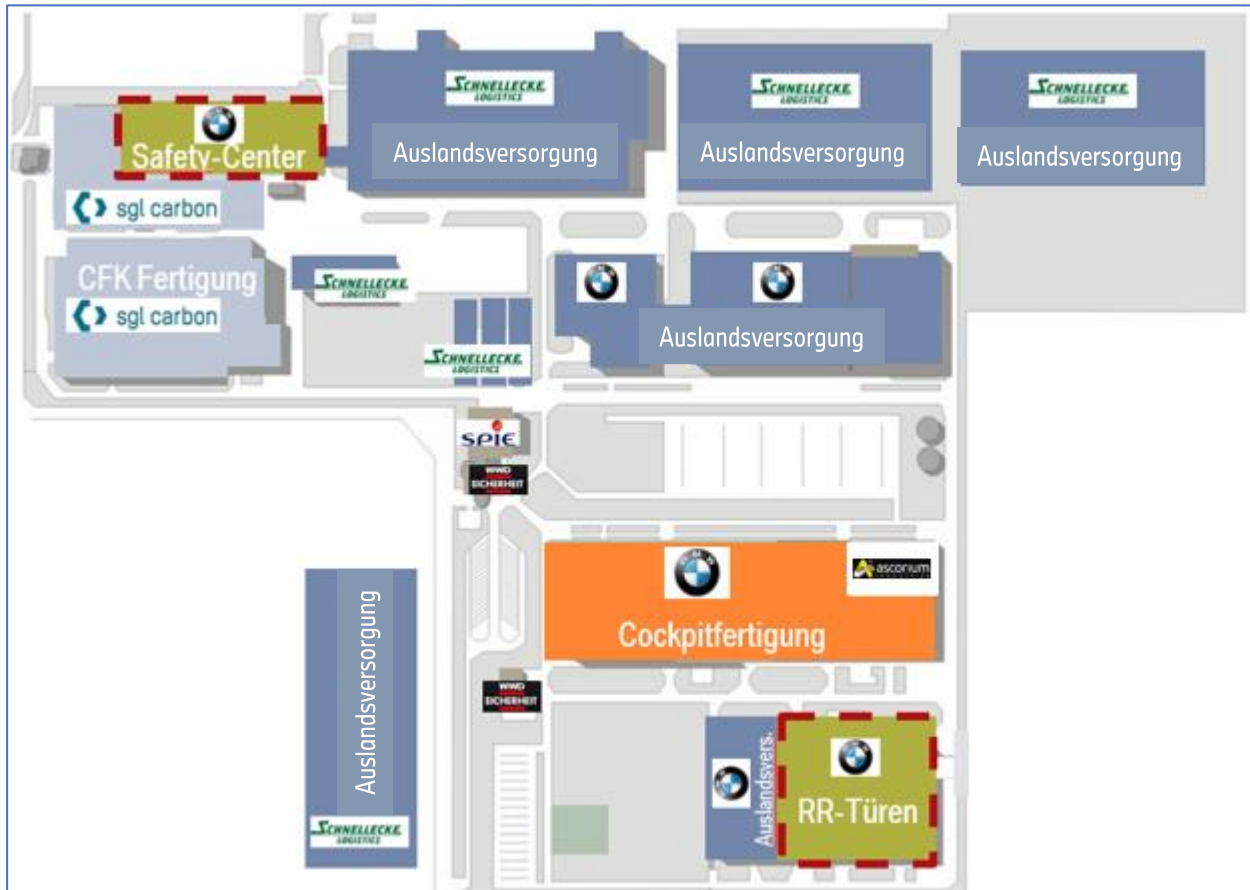 SCHNELLECKE
LOGISTICS
Auslandsversorgung
SCHNELLECKE
LOGISTICS
Auslandsversorgung
SCHNELLECKE
LOGISTICS
Auslandsversorgung
Safety-Center
sgl carbon
CFK Fertigung
sgl carbon
SCHNELLECKE
LOGISTICS
Auslandsversorgung
SCHNELLECKE
LOGISTICS
SPIE
WWD
SICHERHEIT
ascorium
Cockpitfertigung
Auslandsversorgung
SCHNELLECKE
LOGISTICS
WWD
SICHERHEIT
Auslandsvers.
RR-Türen